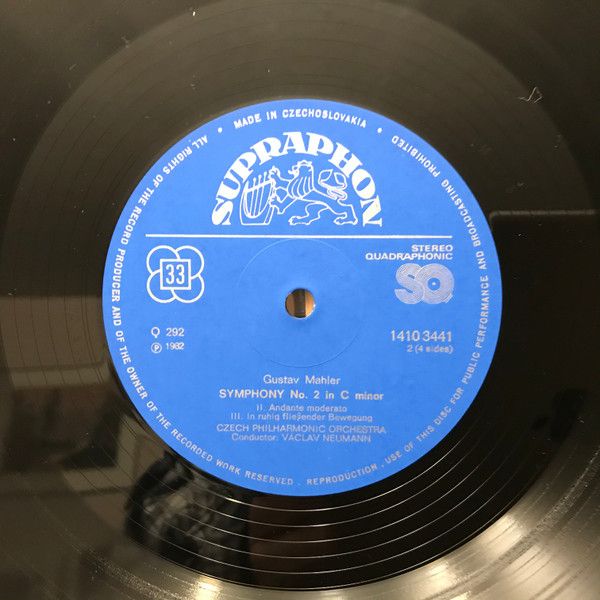 ALL RIGHTS OF THE RECORD PRODUCER AND OF THE OWNER OF THE RECORDED WORK RESERVED . REPRODUCTION . USE OF THIS DISC FOR PUBLIC PERFORMANCE AND BROADCASTING PROHIBITED
• MADE IN CZECHOSLOVAKIA •
SUPRAPHON
STEREO
QUADRAPHONIC
33
SQ
Q 292
1410 3441
℗ 1982
2 (4 sides)
Gustav Mahler
SYMPHONY No. 2 in C minor
II. Andante moderato
III. In ruhig fließender Bewegung
CZECH PHILHARMONIC ORCHESTRA
Conductor: VACLAV NEUMANN